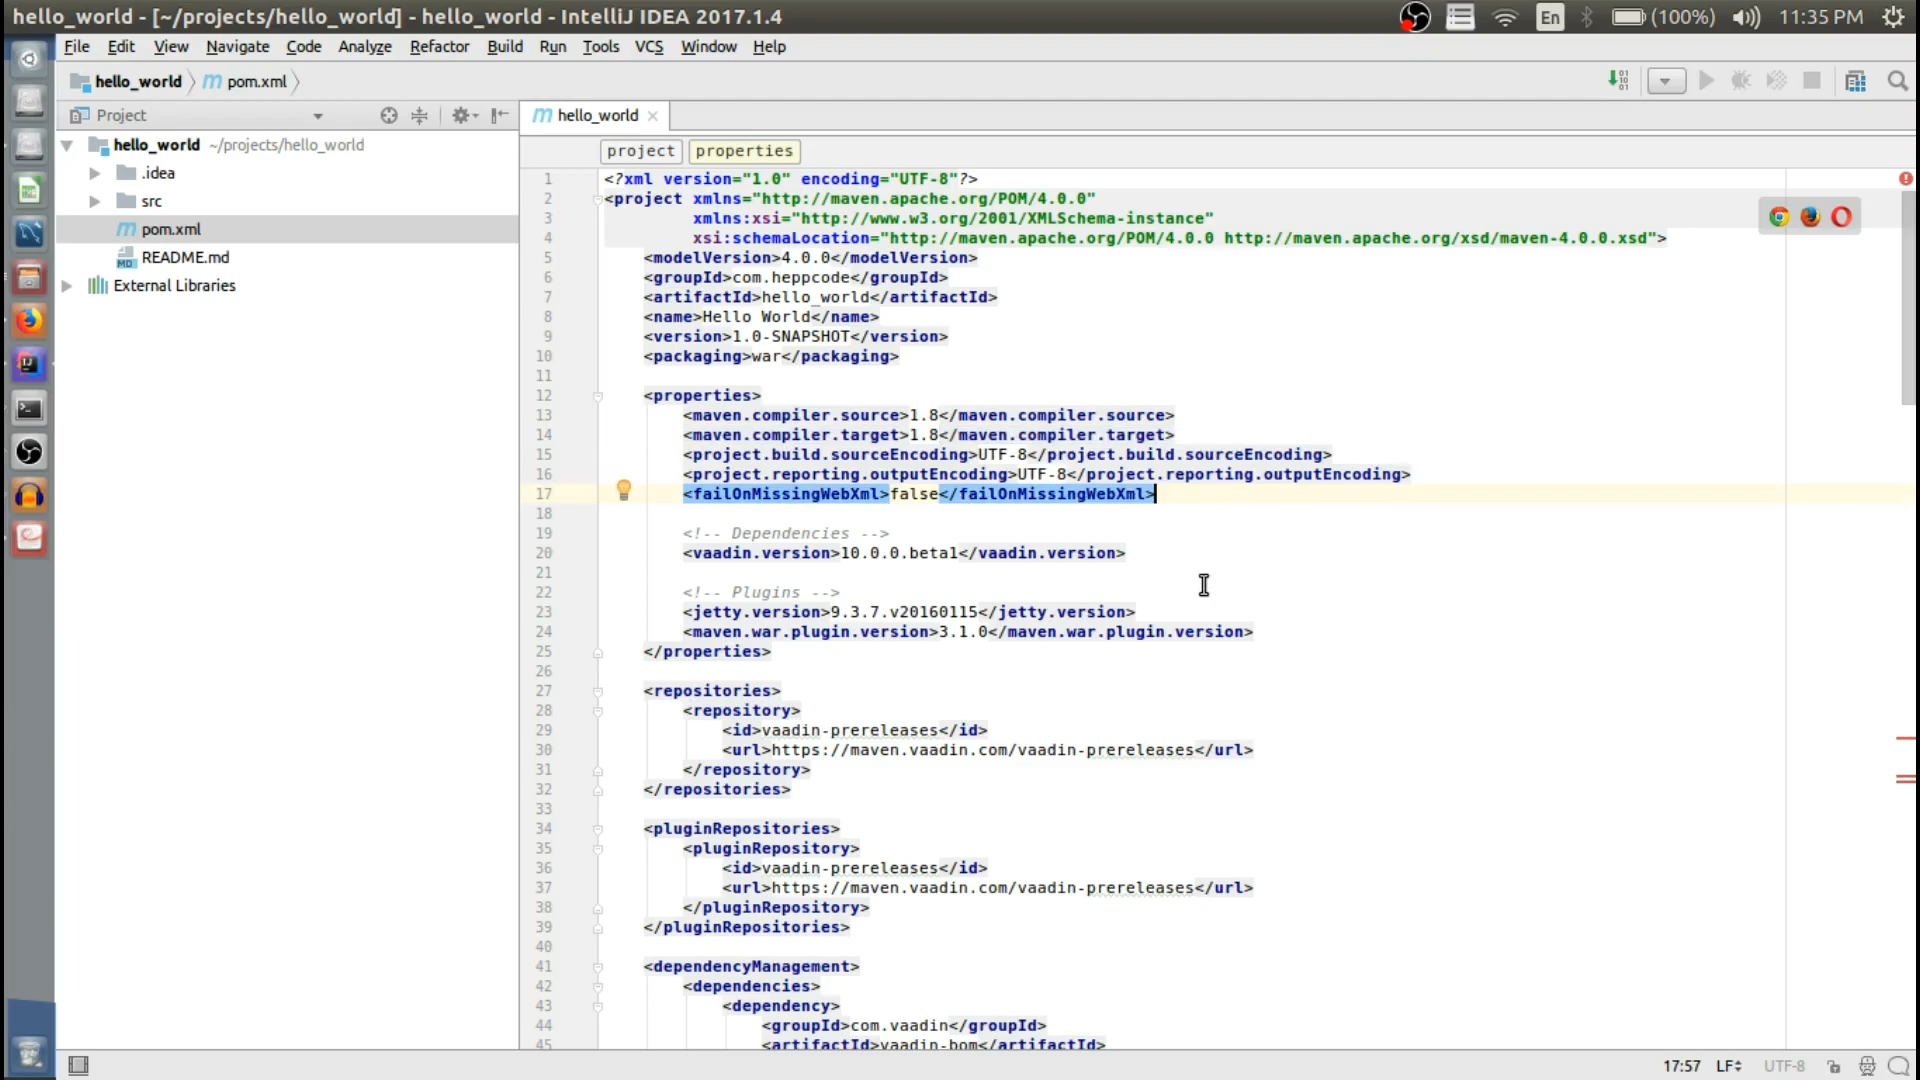 hello_world - [~/projects/hello_world] - hello_world - IntelliJ IDEA 2017.1.4
En (100%) 11:35 PM
File Edit View Navigate Code Analyze Refactor Build Run Tools VCS Window Help
hello_world pom.xml
Project
hello_world
hello_world ~/projects/hello_world
.idea
src
pom.xml
README.md
External Libraries
project properties
1 <?xml version="1.0" encoding="UTF-8"?>
2 <project xmlns="http://maven.apache.org/POM/4.0.0"
3 xmlns:xsi="http://www.w3.org/2001/XMLSchema-instance"
4 xsi:schemaLocation="http://maven.apache.org/POM/4.0.0 http://maven.apache.org/xsd/maven-4.0.0.xsd">
5 <modelVersion>4.0.0</modelVersion>
6 <groupId>com.heppcode</groupId>
7 <artifactId>hello_world</artifactId>
8 <name>Hello World</name>
9 <version>1.0-SNAPSHOT</version>
10 <packaging>war</packaging>
11
12 <properties>
13 <maven.compiler.source>1.8</maven.compiler.source>
14 <maven.compiler.target>1.8</maven.compiler.target>
15 <project.build.sourceEncoding>UTF-8</project.build.sourceEncoding>
16 <project.reporting.outputEncoding>UTF-8</project.reporting.outputEncoding>
17 <failOnMissingWebXml>false</failOnMissingWebXml>
18
19 <!-- Dependencies -->
20 <vaadin.version>10.0.0.beta1</vaadin.version>
21
22 <!-- Plugins -->
23 <jetty.version>9.3.7.v20160115</jetty.version>
24 <maven.war.plugin.version>3.1.0</maven.war.plugin.version>
25 </properties>
26
27 <repositories>
28 <repository>
29 <id>vaadin-prereleases</id>
30 <url>https://maven.vaadin.com/vaadin-prereleases</url>
31 </repository>
32 </repositories>
33
34 <pluginRepositories>
35 <pluginRepository>
36 <id>vaadin-prereleases</id>
37 <url>https://maven.vaadin.com/vaadin-prereleases</url>
38 </pluginRepository>
39 </pluginRepositories>
40
41 <dependencyManagement>
42 <dependencies>
43 <dependency>
44 <groupId>com.vaadin</groupId>
45 <artifactId>vaadin-bom</artifactId>
17:57 LF UTF-8